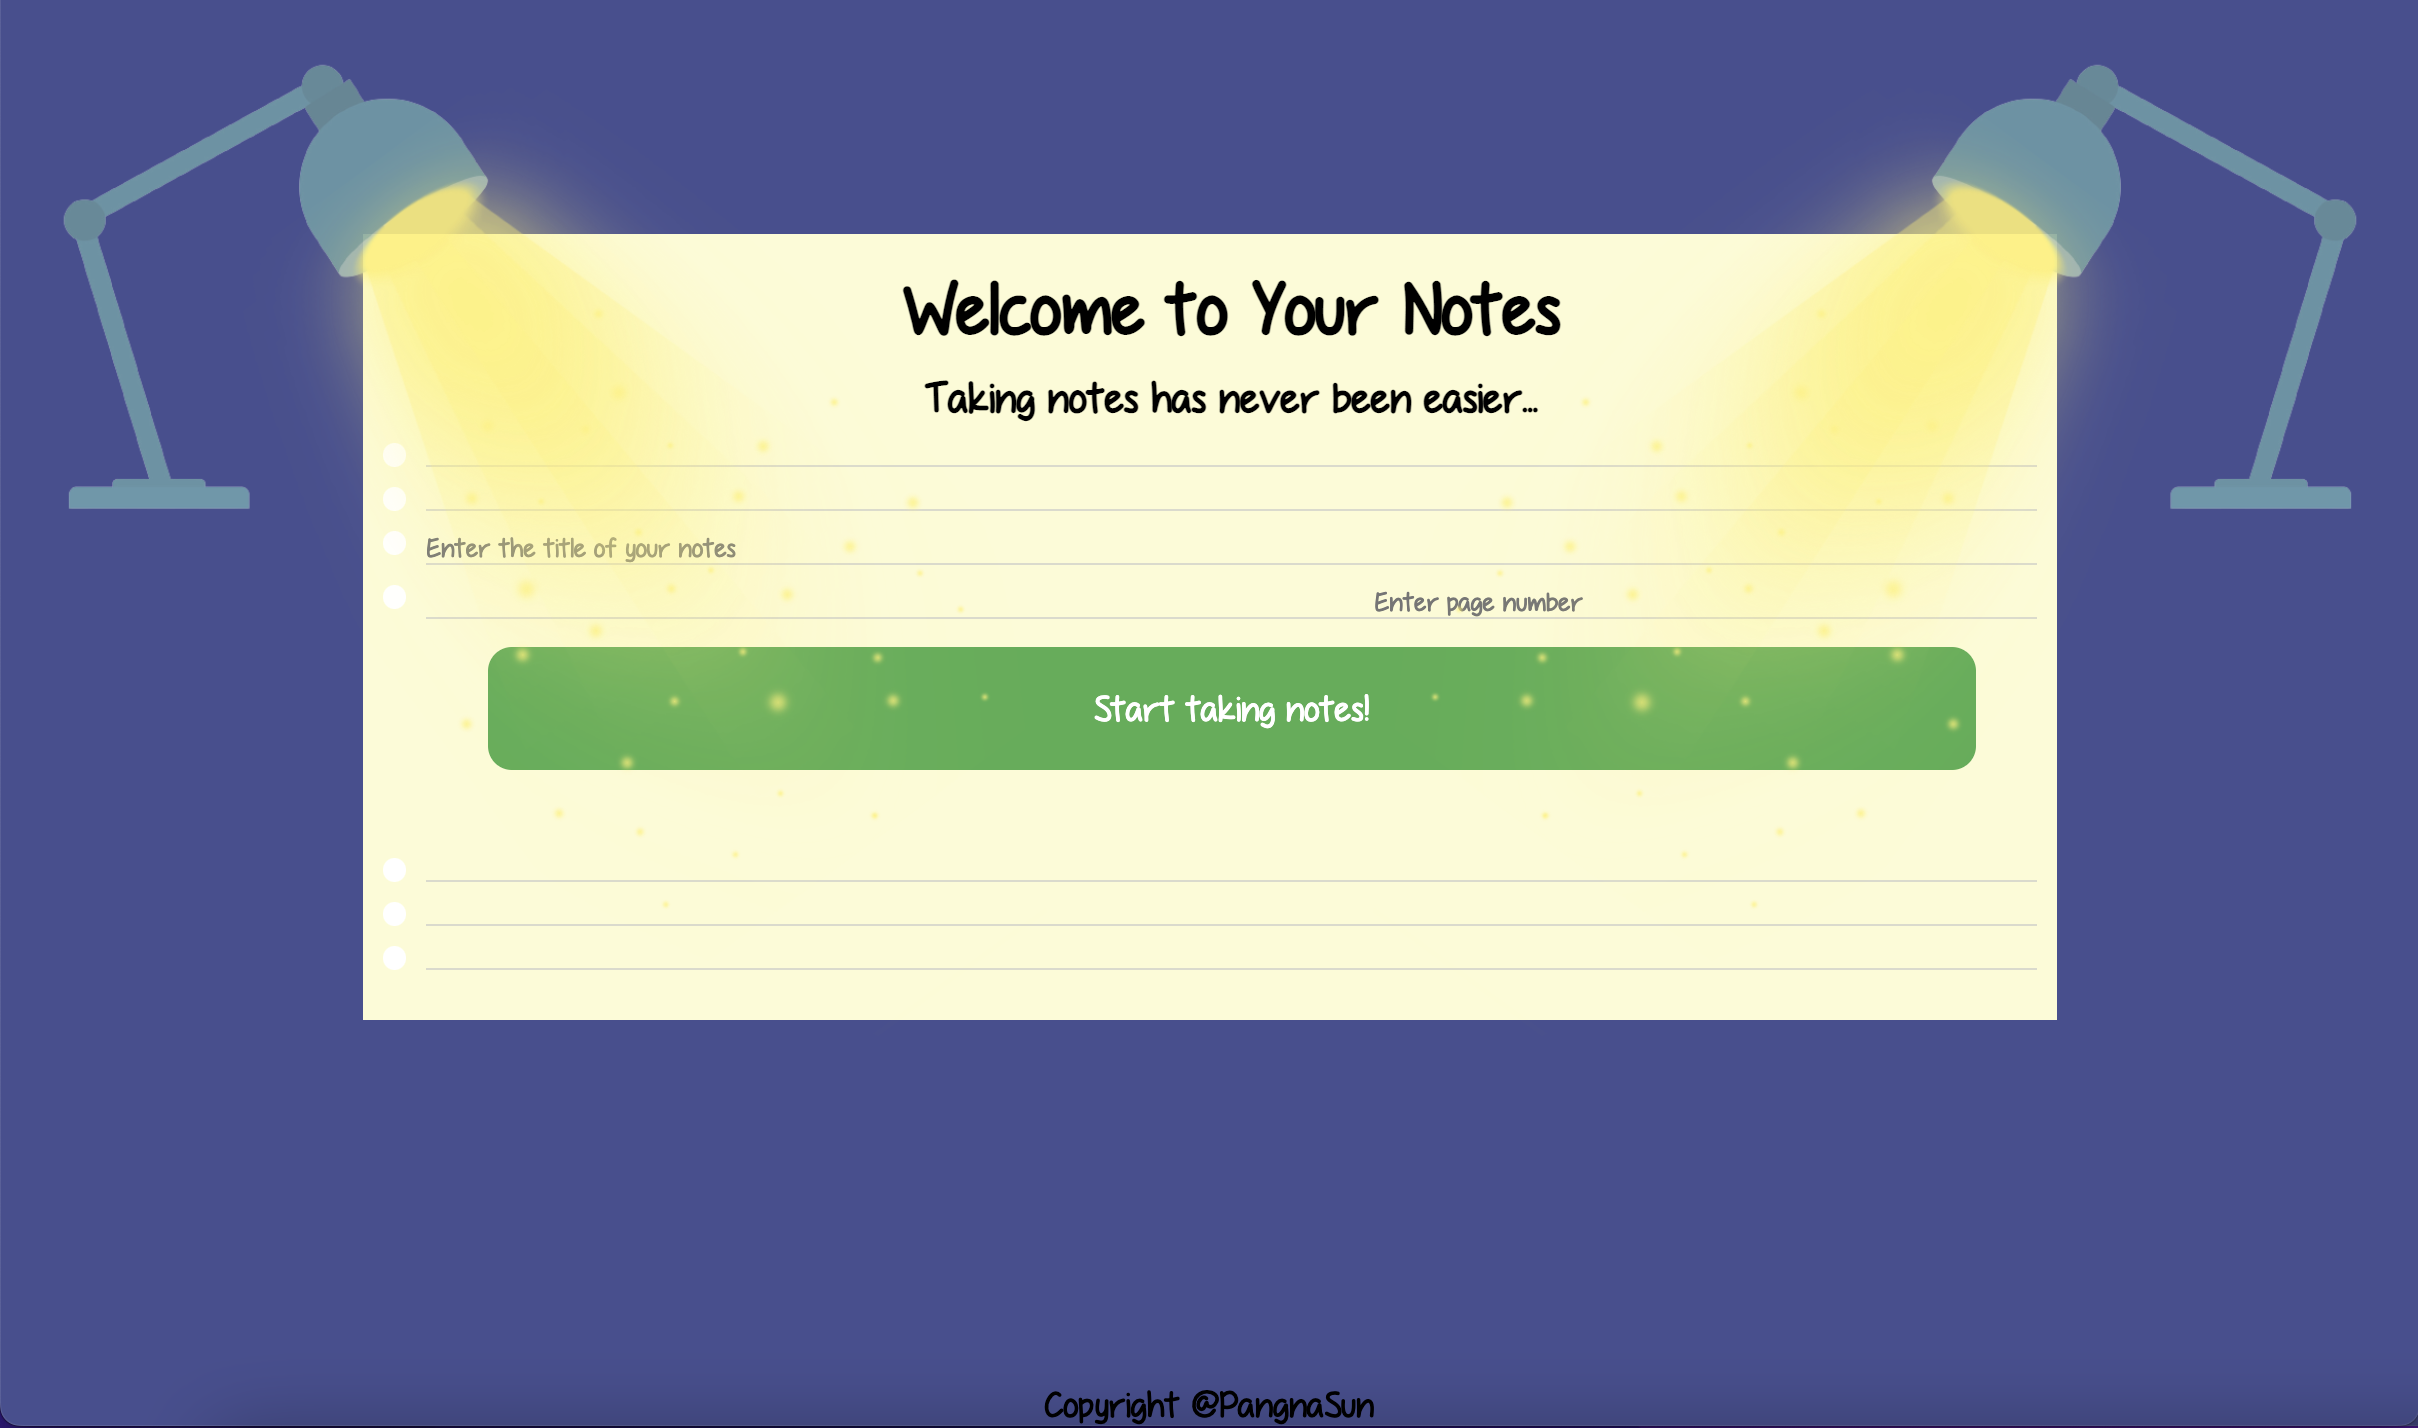 Welcome to Your Notes
Taking notes has never been easier...
Enter the title of your notes
Enter page number
Start taking notes!
Copyright @PangnaSun